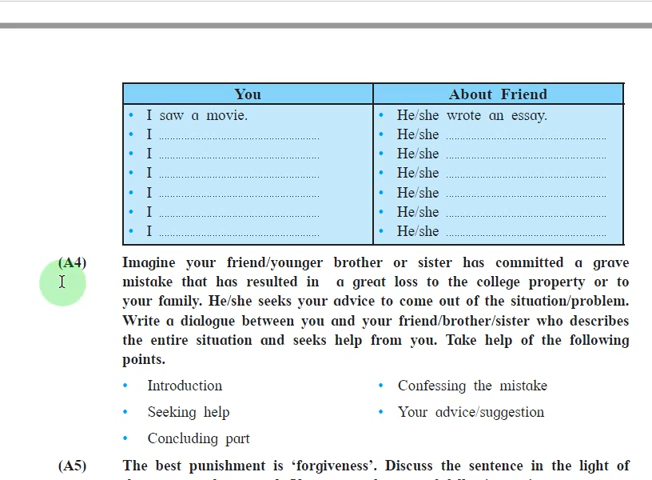 You About Friend
• I saw a movie. • He/she wrote an essay.
• I ........................................ • He/she ........................................
• I ........................................ • He/she ........................................
• I ........................................ • He/she ........................................
• I ........................................ • He/she ........................................
• I ........................................ • He/she ........................................
• I ........................................ • He/she ........................................
(A4) Imagine your friend/younger brother or sister has committed a grave
mistake that has resulted in a great loss to the college property or to
your family. He/she seeks your advice to come out of the situation/problem.
Write a dialogue between you and your friend/brother/sister who describes
the entire situation and seeks help from you. Take help of the following
points.
• Introduction • Confessing the mistake
• Seeking help • Your advice/suggestion
• Concluding part
(A5) The best punishment is ‘forgiveness’. Discuss the sentence in the light of